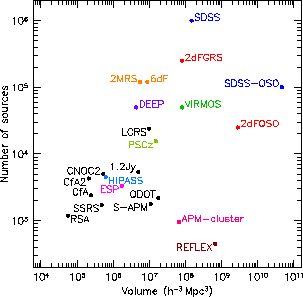 10⁶
SDSS
2dFGRS
2MRS
6dF
SDSS-QSO
10⁵
DEEP
VIRMOS
LCRS
2dFQSO
PSCz
CNOC2
1.2Jy
CfA2
HIPASS
10⁴
ESP
CfA
QDOT
SSRS
S-APM
RSA
APM-cluster
10³
REFLEX
Number of sources
10⁴ 10⁵ 10⁶ 10⁷ 10⁸ 10⁹ 10¹⁰ 10¹¹
Volume (h⁻³ Mpc³)